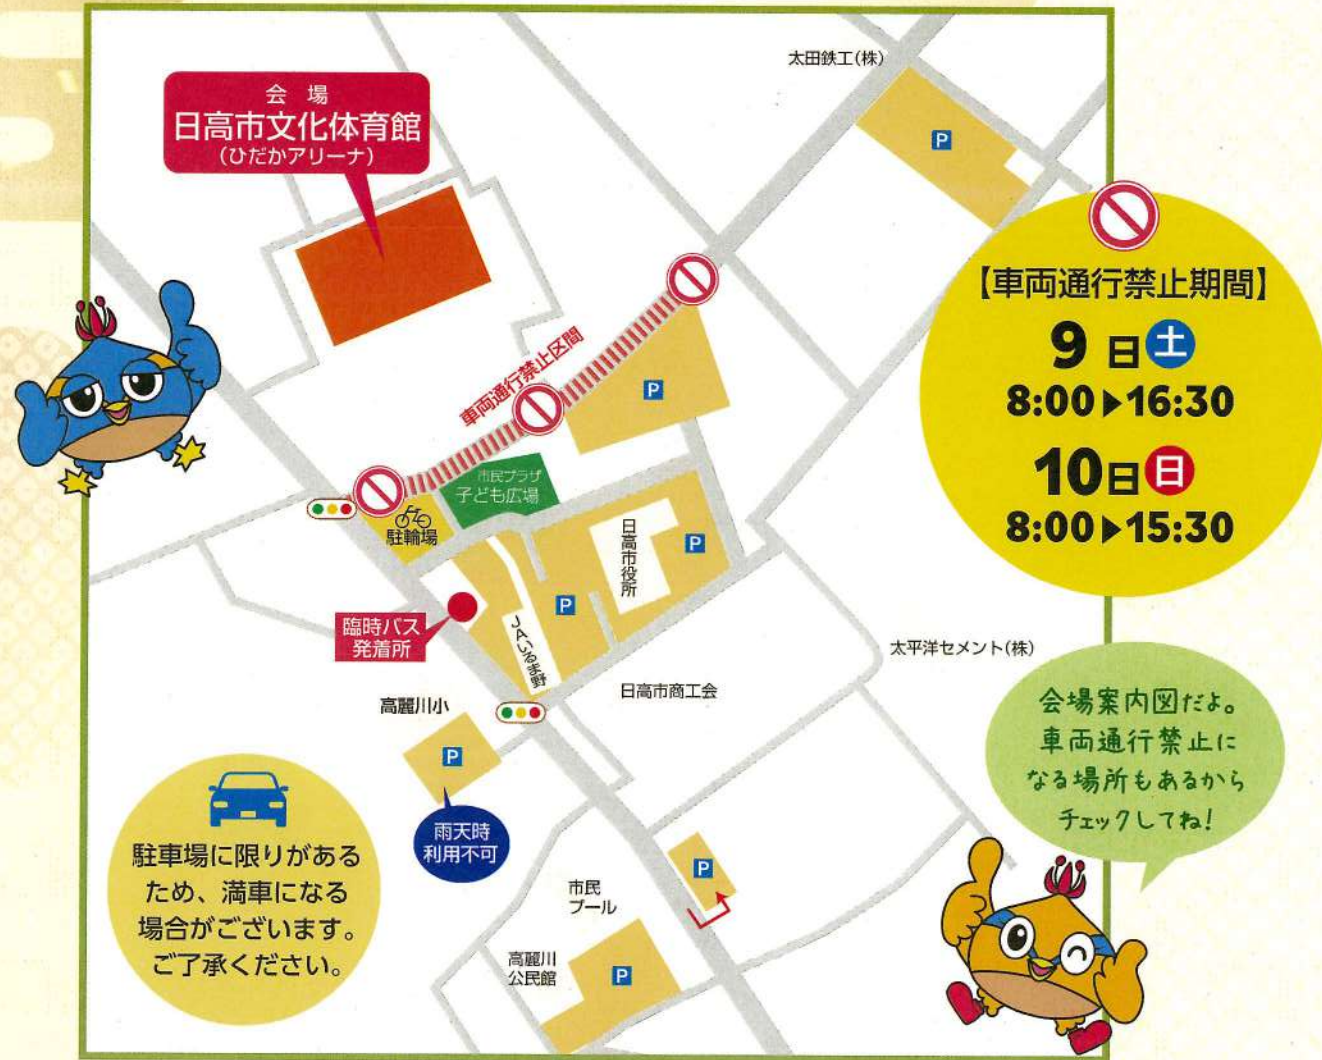 太田鉄工(株)
会 場
日高市文化体育館
(ひだかアリーナ)
P
【車両通行禁止期間】
9日土
8:00▶16:30
10日日
8:00▶15:30
車両通行禁止区間
P
市民プラザ
子ども広場
駐輪場
日高市役所
P
P
臨時バス
発着所
JAいるま野
太平洋セメント(株)
日高市商工会
高麗川小
P
雨天時
利用不可
会場案内図だよ。
車両通行禁止に
なる場所もあるから
チェックしてね!
駐車場に限りがある
ため、満車になる
場合がございます。
ご了承ください。
P
市民
プール
高麗川
公民館
P